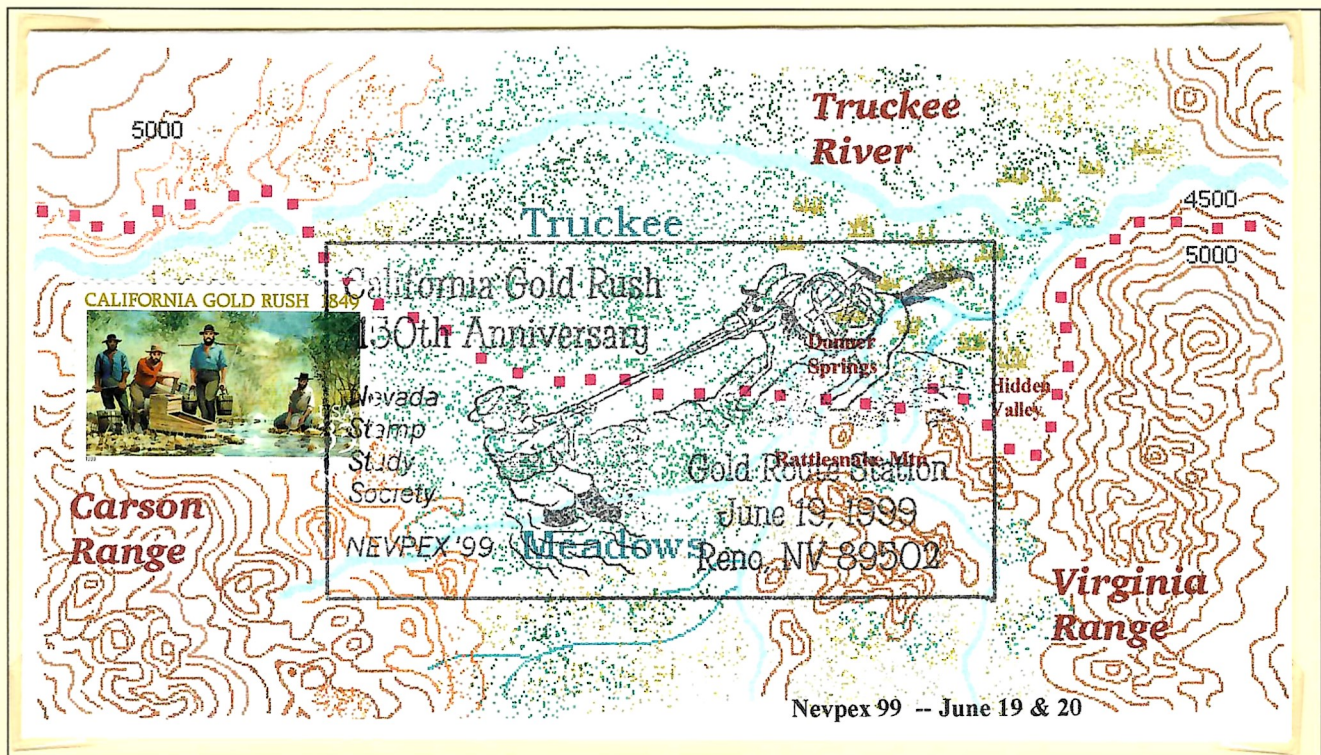 5000
Truckee
River
4500
5000
Truckee
Meadows
CALIFORNIA GOLD RUSH 1849
California Gold Rush
150th Anniversary
Nevada
Stamp
Study
Society
NEVPEX '99
Gold Route Station
June 19, 1999
Reno, NV 89502
Donner
Springs
Hidden
Valley
Rattlesnake Mtn
Carson
Range
Virginia
Range
Nevpex 99 -- June 19 & 20